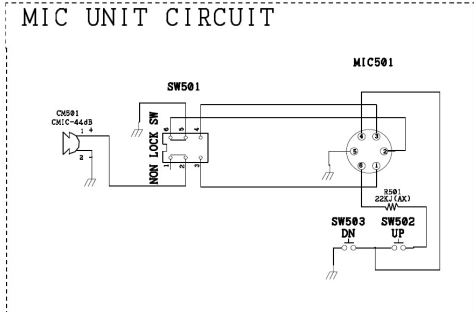 MIC UNIT CIRCUIT
MIC501
SW501
CM501
CMIC-44dB
1 +
2 -
NON LOCK SW
6 5 4
1 2 3
4 3
5 2
6 1
R501
22KJ(AX)
SW503 SW502
DN UP